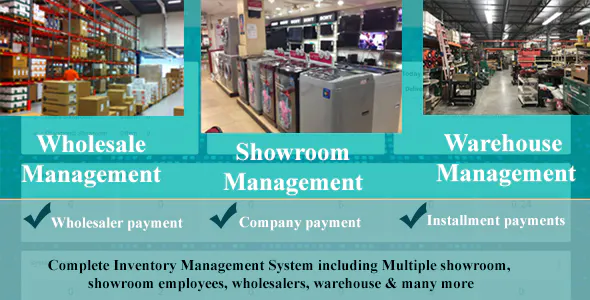 Wholesale
Management
Showroom
Management
Warehouse
Management
Wholesaler payment
Company payment
Installment payments
Complete Inventory Management System including Multiple showroom,
showroom employees, wholesalers, warehouse & many more